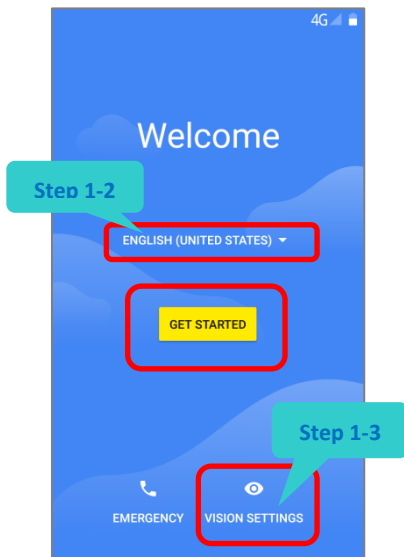 4G
Welcome
Step 1-2
ENGLISH (UNITED STATES)
GET STARTED
Step 1-3
EMERGENCY
VISION SETTINGS